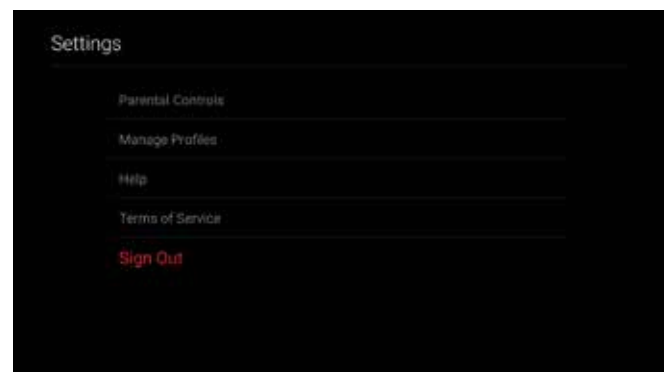 Settings
Parental Controls
Manage Profiles
Help
Terms of Service
Sign Out